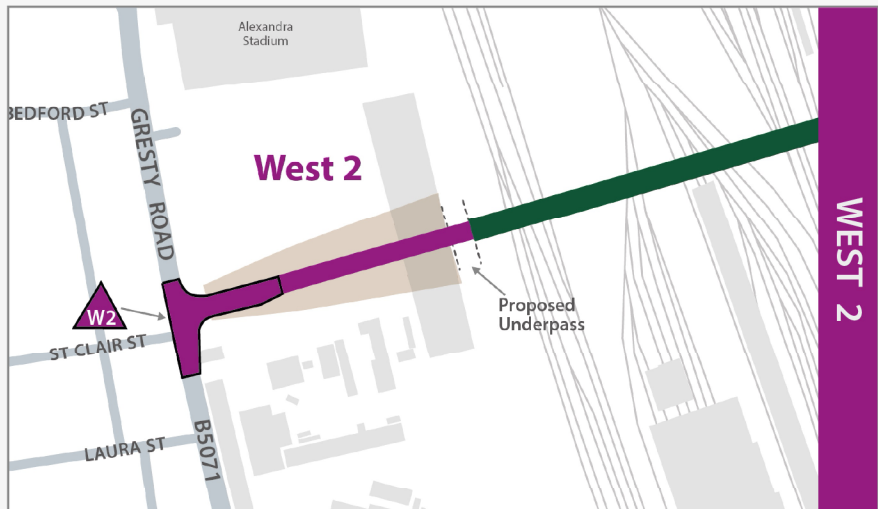 Alexandra
Stadium
BEDFORD ST
GRESTY ROAD
West 2
WEST 2
W2
Proposed
Underpass
ST CLAIR ST
LAURA ST
B5071